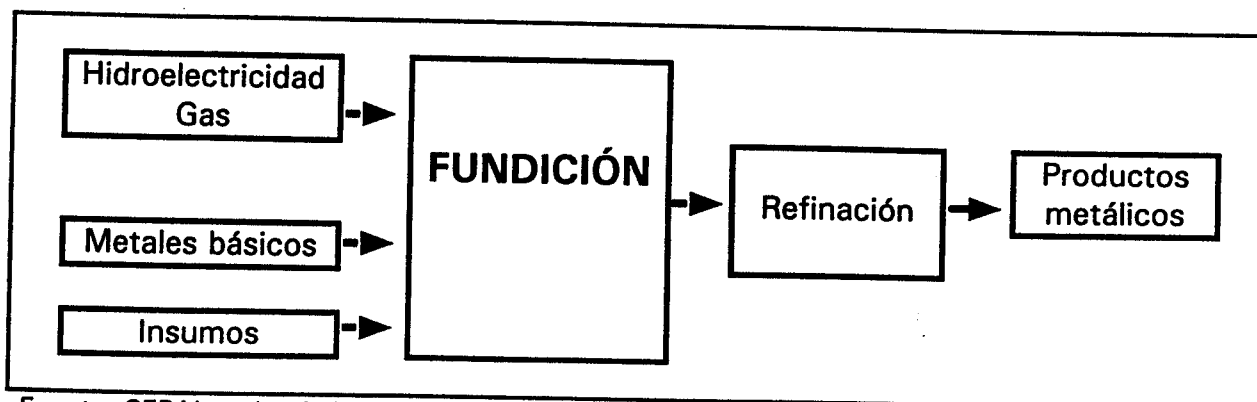 Hidroelectricidad
Gas
Metales básicos
Insumos
FUNDICIÓN
Refinación
Productos
metálicos